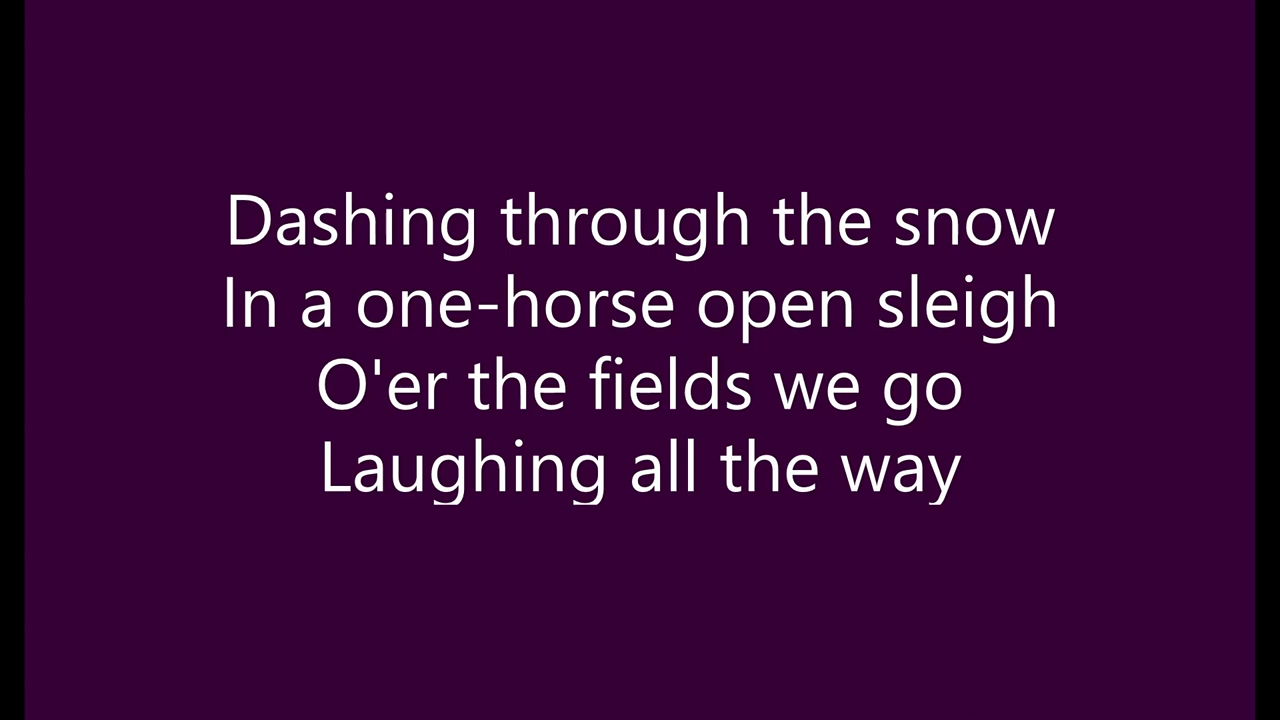 Dashing through the snow
In a one-horse open sleigh
O'er the fields we go
Laughing all the way